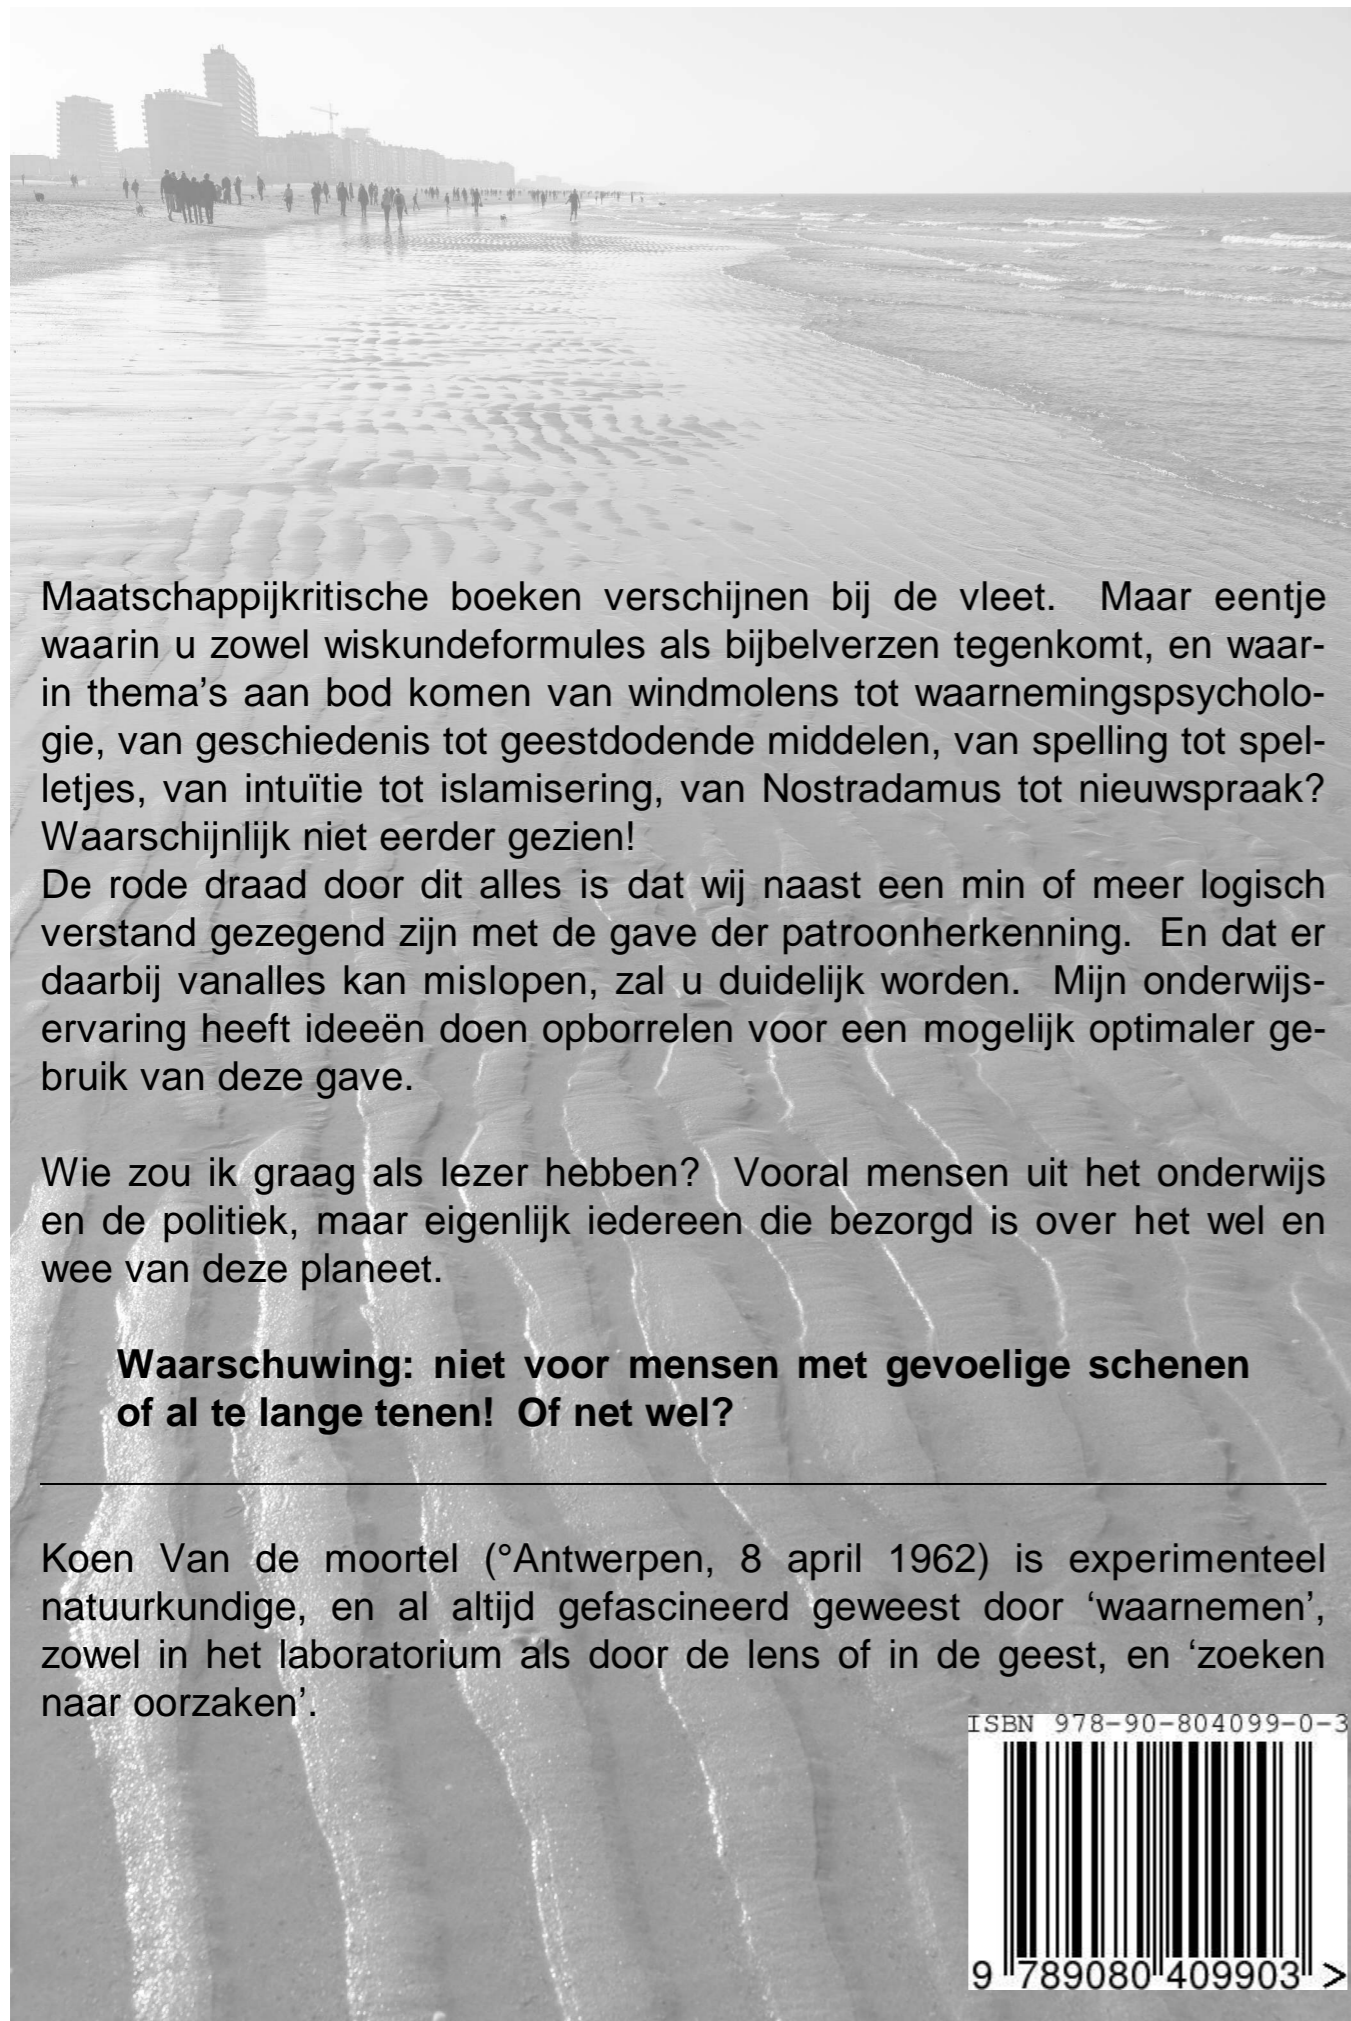 Maatschappijkritische boeken verschijnen bij de vleet. Maar eentje
waarin u zowel wiskundeformules als bijbelverzen tegenkomt, en waar-
in thema's aan bod komen van windmolens tot waarnemingspsycholo-
gie, van geschiedenis tot geestdodende middelen, van spelling tot spel-
letjes, van intuïtie tot islamisering, van Nostradamus tot nieuwspraak?
Waarschijnlijk niet eerder gezien!
De rode draad door dit alles is dat wij naast een min of meer logisch
verstand gezegend zijn met de gave der patroonherkenning. En dat er
daarbij vanalles kan mislopen, zal u duidelijk worden. Mijn onderwijs-
ervaring heeft ideeën doen opborrelen voor een mogelijk optimaler ge-
bruik van deze gave.
Wie zou ik graag als lezer hebben? Vooral mensen uit het onderwijs
en de politiek, maar eigenlijk iedereen die bezorgd is over het wel en
wee van deze planeet.
Waarschuwing: niet voor mensen met gevoelige schenen
of al te lange tenen! Of net wel?
Koen Van de moortel (°Antwerpen, 8 april 1962) is experimenteel
natuurkundige, en al altijd gefascineerd geweest door ‘waarnemen’,
zowel in het laboratorium als door de lens of in de geest, en ‘zoeken
naar oorzaken’.
ISBN 978-90-804099-0-3
9 789080 409903 >